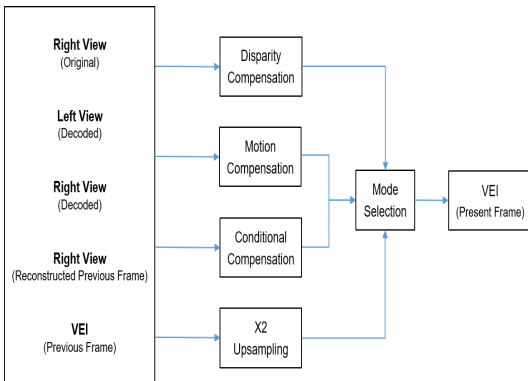 Right View
(Original)
Left View
(Decoded)
Right View
(Decoded)
Right View
(Reconstructed Previous Frame)
VEI
(Previous Frame)
Disparity
Compensation
Motion
Compensation
Conditional
Compensation
X2
Upsampling
Mode
Selection
VEI
(Present Frame)